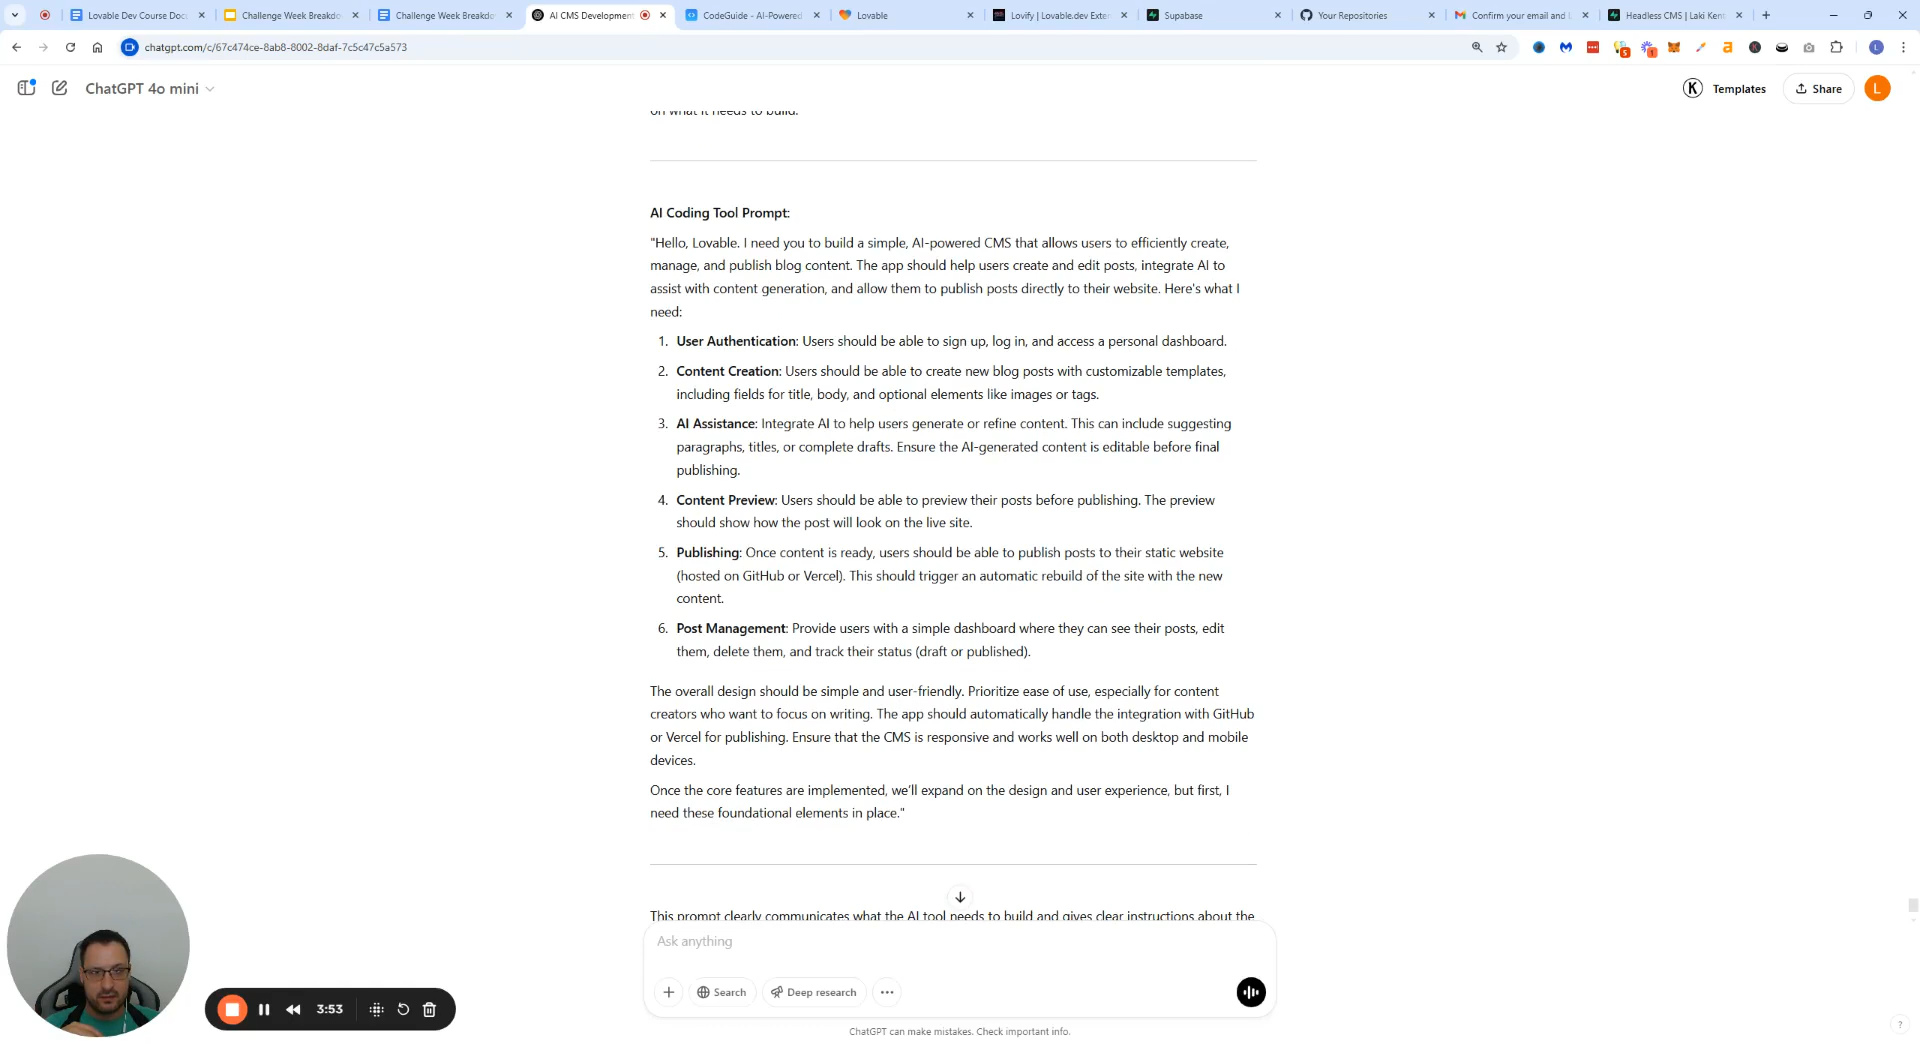 Lovable Dev Course Doc
Challenge Week Breakdo
Challenge Week Breakdo
AI CMS Development
CodeGuide - AI-Powered
Lovable
Lovify | Lovable.dev Exte
Supabase
Your Repositories
Confirm your email and
Headless CMS | Laki Kent
chatgpt.com/c/67c474ce-8ab8-8002-8daf-7c5c47c5a573
ChatGPT 4o mini
K
Templates
Share
L
on what it needs to build.
AI Coding Tool Prompt:
"Hello, Lovable. I need you to build a simple, AI-powered CMS that allows users to efficiently create,
manage, and publish blog content. The app should help users create and edit posts, integrate AI to
assist with content generation, and allow them to publish posts directly to their website. Here's what I
need:
1. User Authentication: Users should be able to sign up, log in, and access a personal dashboard.
2. Content Creation: Users should be able to create new blog posts with customizable templates,
including fields for title, body, and optional elements like images or tags.
3. AI Assistance: Integrate AI to help users generate or refine content. This can include suggesting
paragraphs, titles, or complete drafts. Ensure the AI-generated content is editable before final
publishing.
4. Content Preview: Users should be able to preview their posts before publishing. The preview
should show how the post will look on the live site.
5. Publishing: Once content is ready, users should be able to publish posts to their static website
(hosted on GitHub or Vercel). This should trigger an automatic rebuild of the site with the new
content.
6. Post Management: Provide users with a simple dashboard where they can see their posts, edit
them, delete them, and track their status (draft or published).
The overall design should be simple and user-friendly. Prioritize ease of use, especially for content
creators who want to focus on writing. The app should automatically handle the integration with GitHub
or Vercel for publishing. Ensure that the CMS is responsive and works well on both desktop and mobile
devices.
Once the core features are implemented, we'll expand on the design and user experience, but first, I
need these foundational elements in place."
This prompt clearly communicates what the AI tool needs to build and gives clear instructions about the
Ask anything
Search
Deep research
3:53
ChatGPT can make mistakes. Check important info.
?